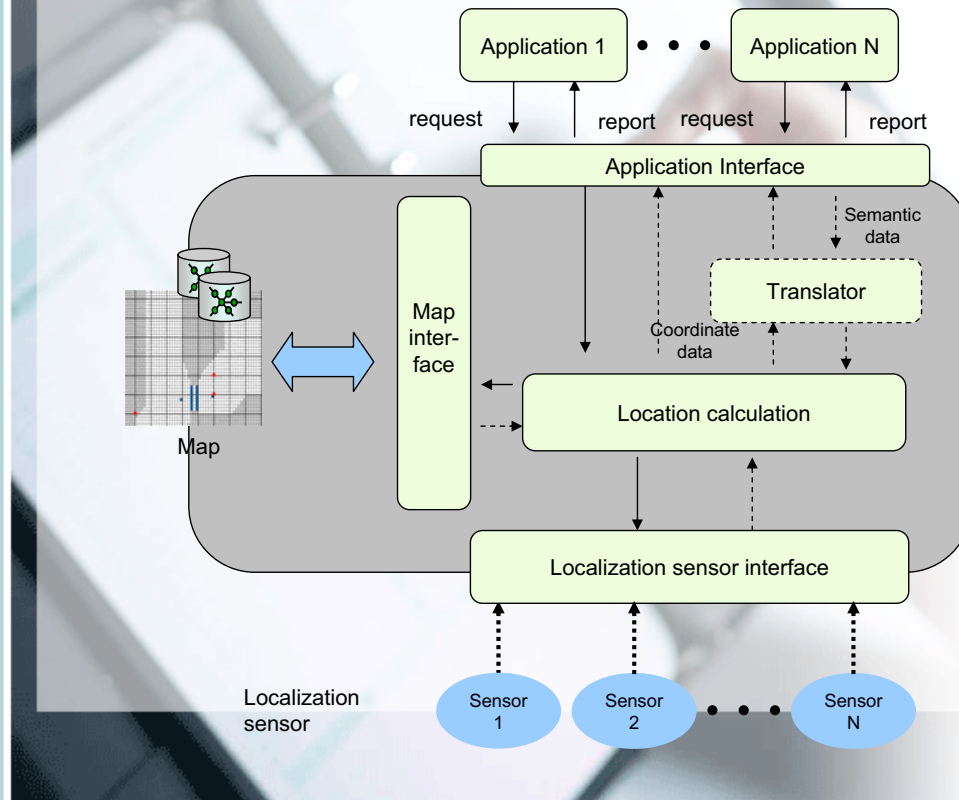 Application 1
Application N
request
report
request
report
Application Interface
Semantic
data
Translator
Map
inter-
face
Coordinate
data
Location calculation
Map
Localization sensor interface
Localization
sensor
Sensor
1
Sensor
2
Sensor
N